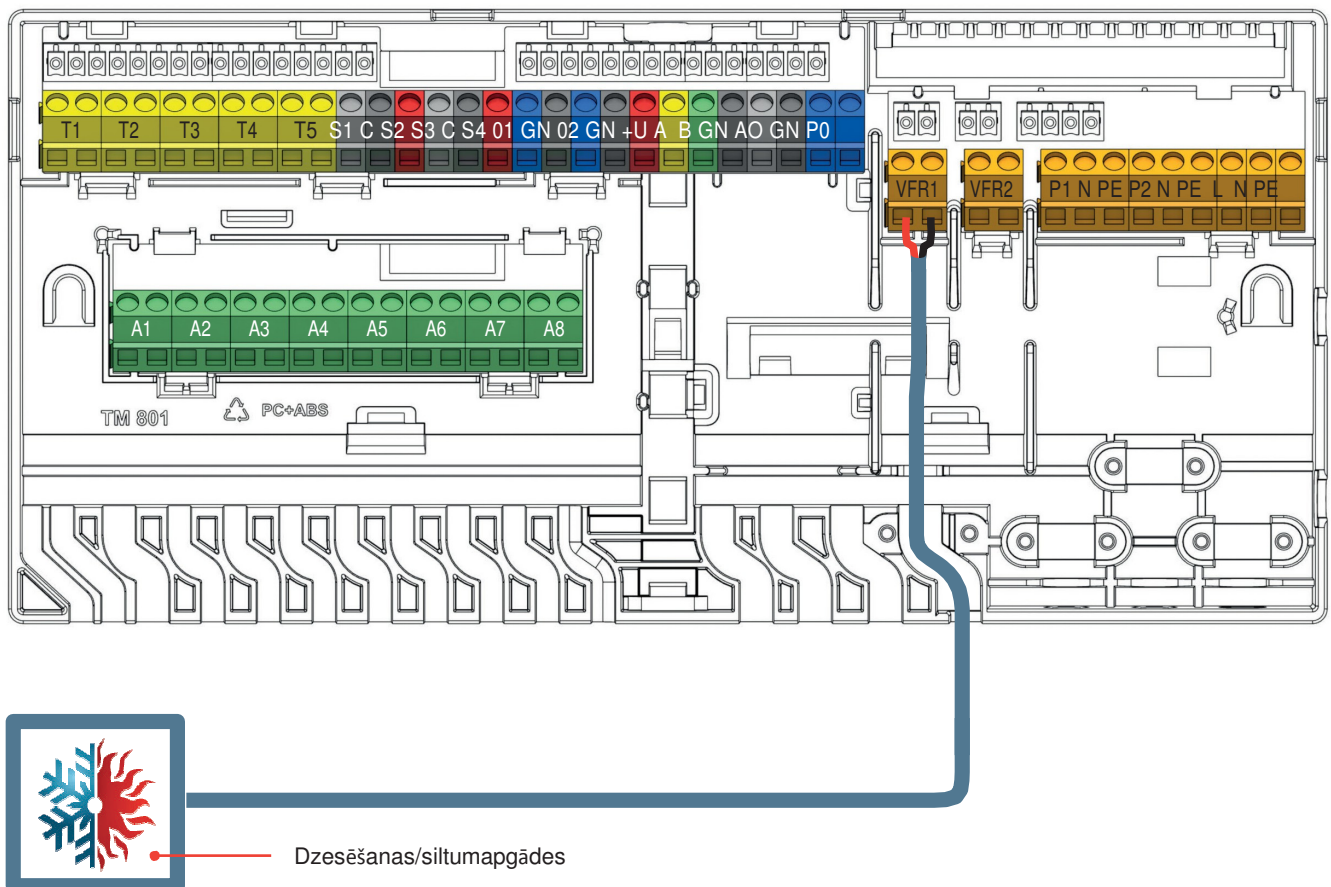 T1 T2 T3 T4 T5 S1 C S2 S3 C S4 01 GN 02 GN +U A B GN AO GN P0
VFR1 VFR2 P1 N PE P2 N PE L N PE
A1 A2 A3 A4 A5 A6 A7 A8
TM 801 PC+ABS
Dzesēšanas/siltumapgādes